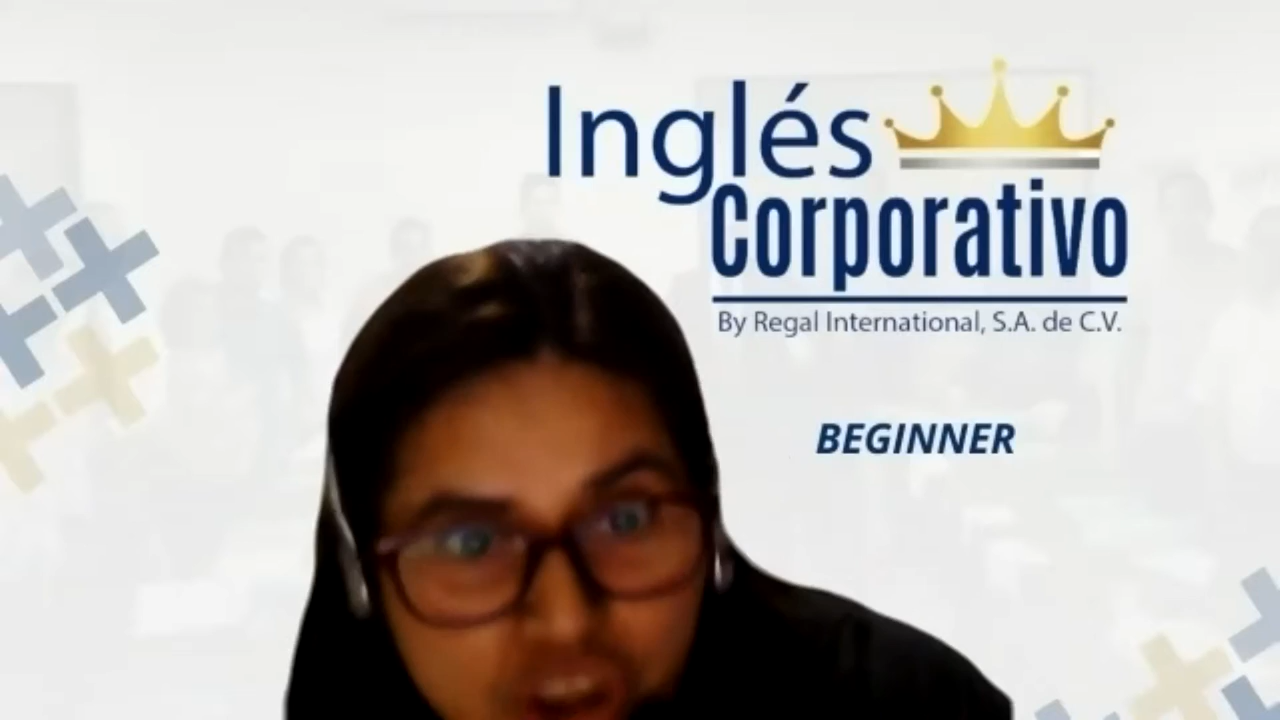 Inglés
Corporativo
By Regal International, S.A. de C.V.
BEGINNER